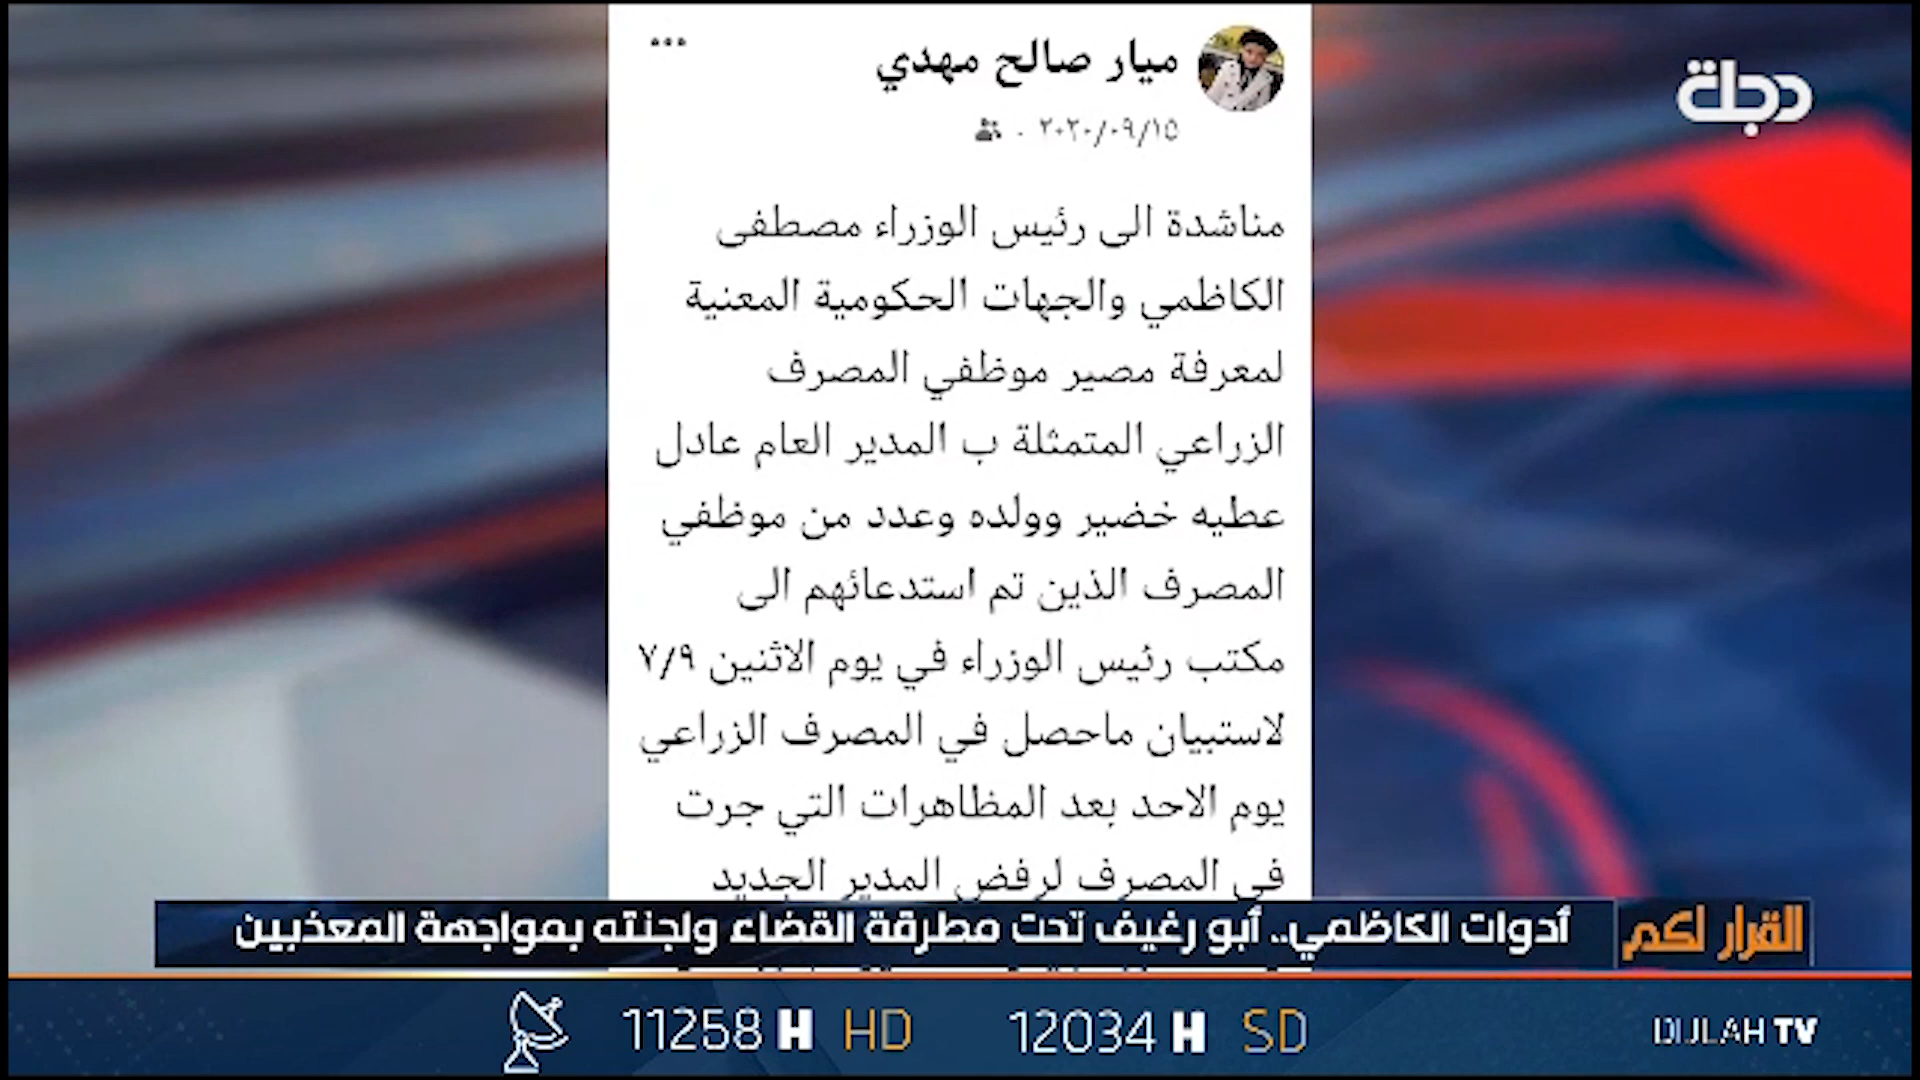 دجلة
ميار صالح مهدي
٢٠٢٠/٠٩/١٥
مناشدة الى رئيس الوزراء مصطفى
الكاظمي والجهات الحكومية المعنية
لمعرفة مصير موظفي المصرف
الزراعي المتمثلة ب المدير العام عادل
عطيه خضير وولده وعدد من موظفي
المصرف الذين تم استدعائهم الى
مكتب رئيس الوزراء في يوم الاثنين ٧/٩
لاستبيان ماحصل في المصرف الزراعي
يوم الاحد بعد المظاهرات التي جرت
في المصرف لرفض المدير الجديد
القرار لكم
أدوات الكاظمي.. أبو رغيف تحت مطرقة القضاء ولجنته بمواجهة المعذبين
11258 H HD 12034 H SD DIJLAH TV